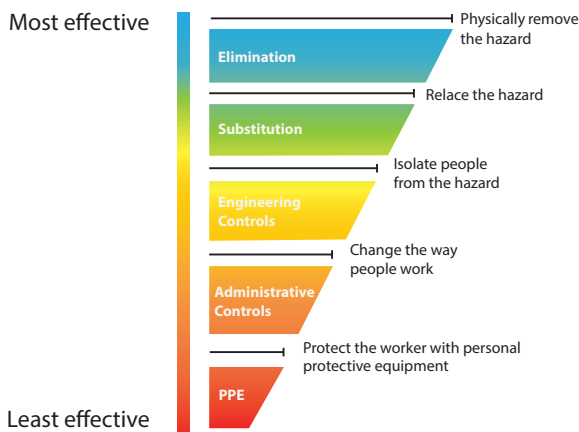 Most effective
Physically remove
the hazard
Elimination
Relace the hazard
Substitution
Isolate people
from the hazard
Engineering
Controls
Change the way
people work
Administrative
Controls
Protect the worker with personal
protective equipment
PPE
Least effective